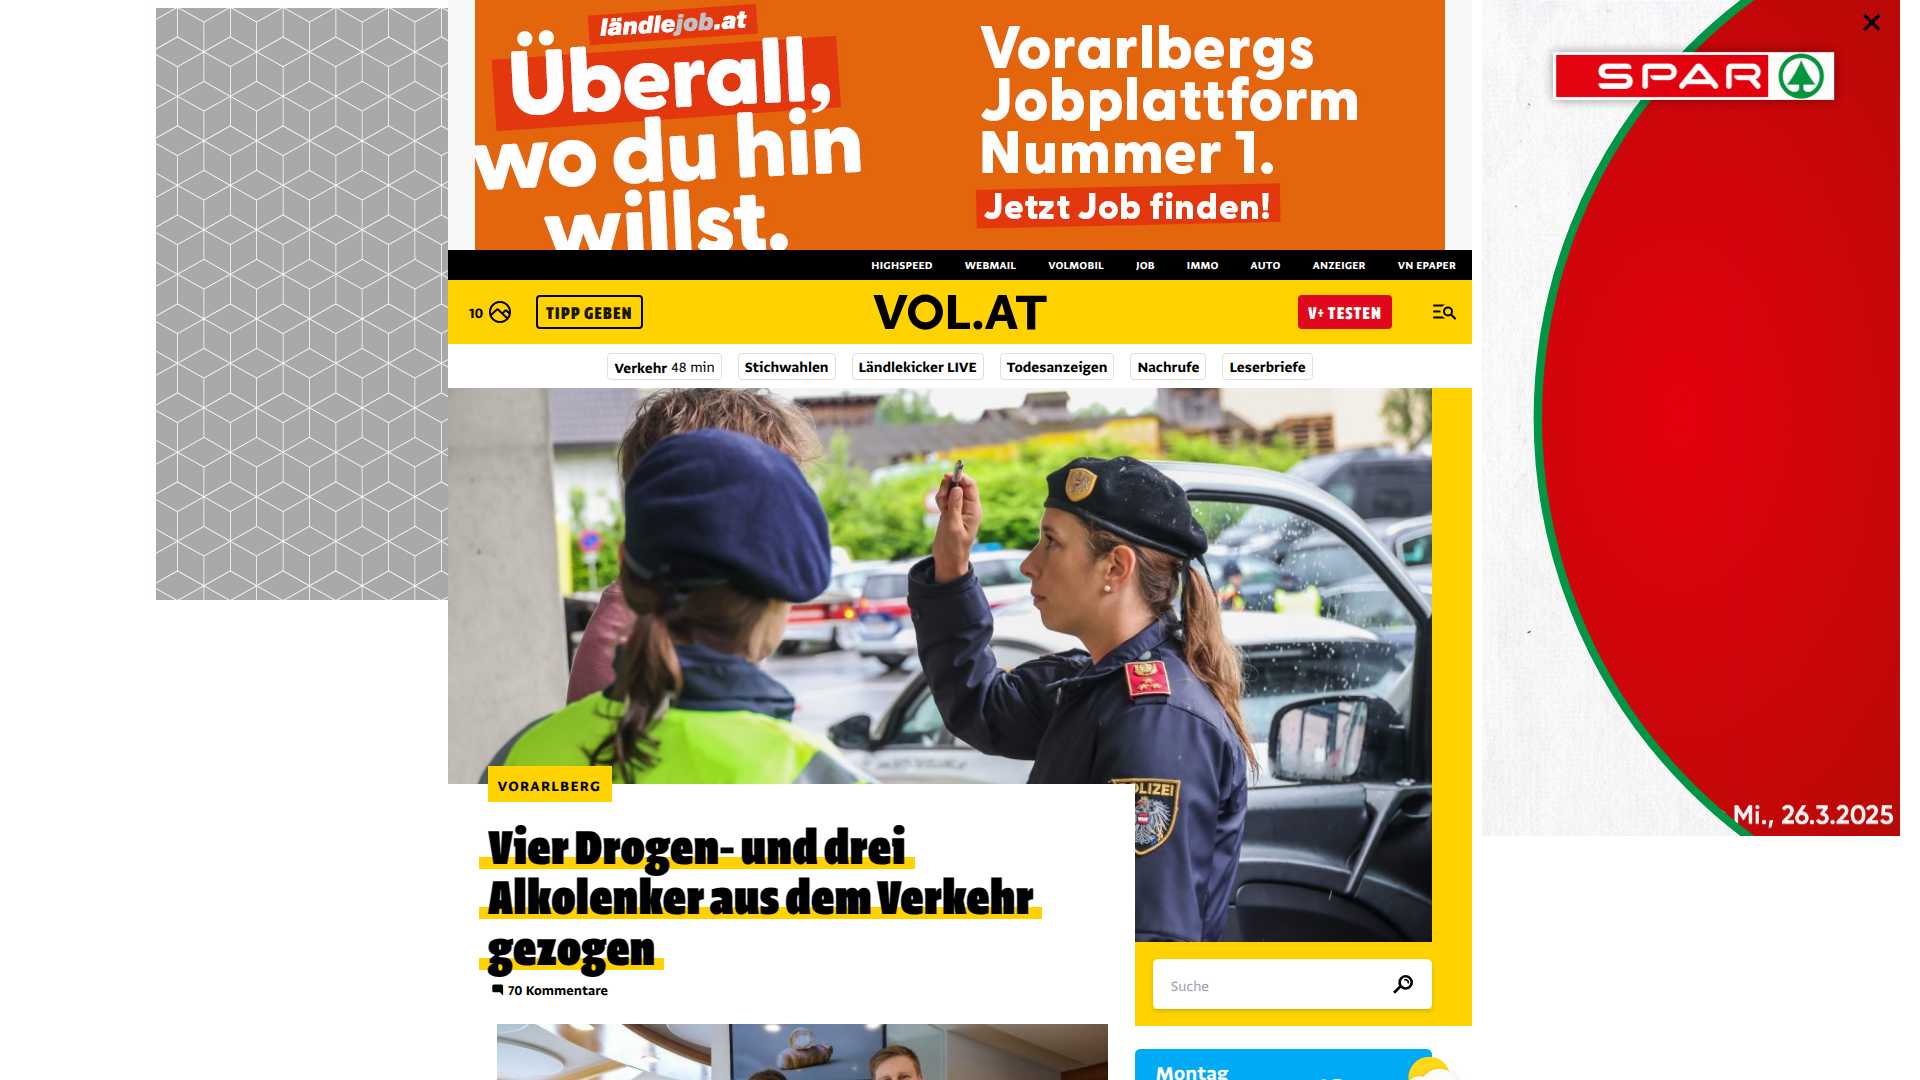 ländlejob.at
Überall,
wo du hin
willst.
Vorarlbergs
Jobplattform
Nummer 1.
Jetzt Job finden!
SPAR
HIGHSPEED WEBMAIL VOLMOBIL JOB IMMO AUTO ANZEIGER VN EPAPER
10 TIPP GEBEN VOL.AT V+ TESTEN
Verkehr 48 min Stichwahlen Ländlekicker LIVE Todesanzeigen Nachrufe Leserbriefe
POLIZEI
VORARLBERG
Mi., 26.3.2025
Vier Drogen- und drei
Alkolenker aus dem Verkehr
gezogen
70 Kommentare
Suche
Montag